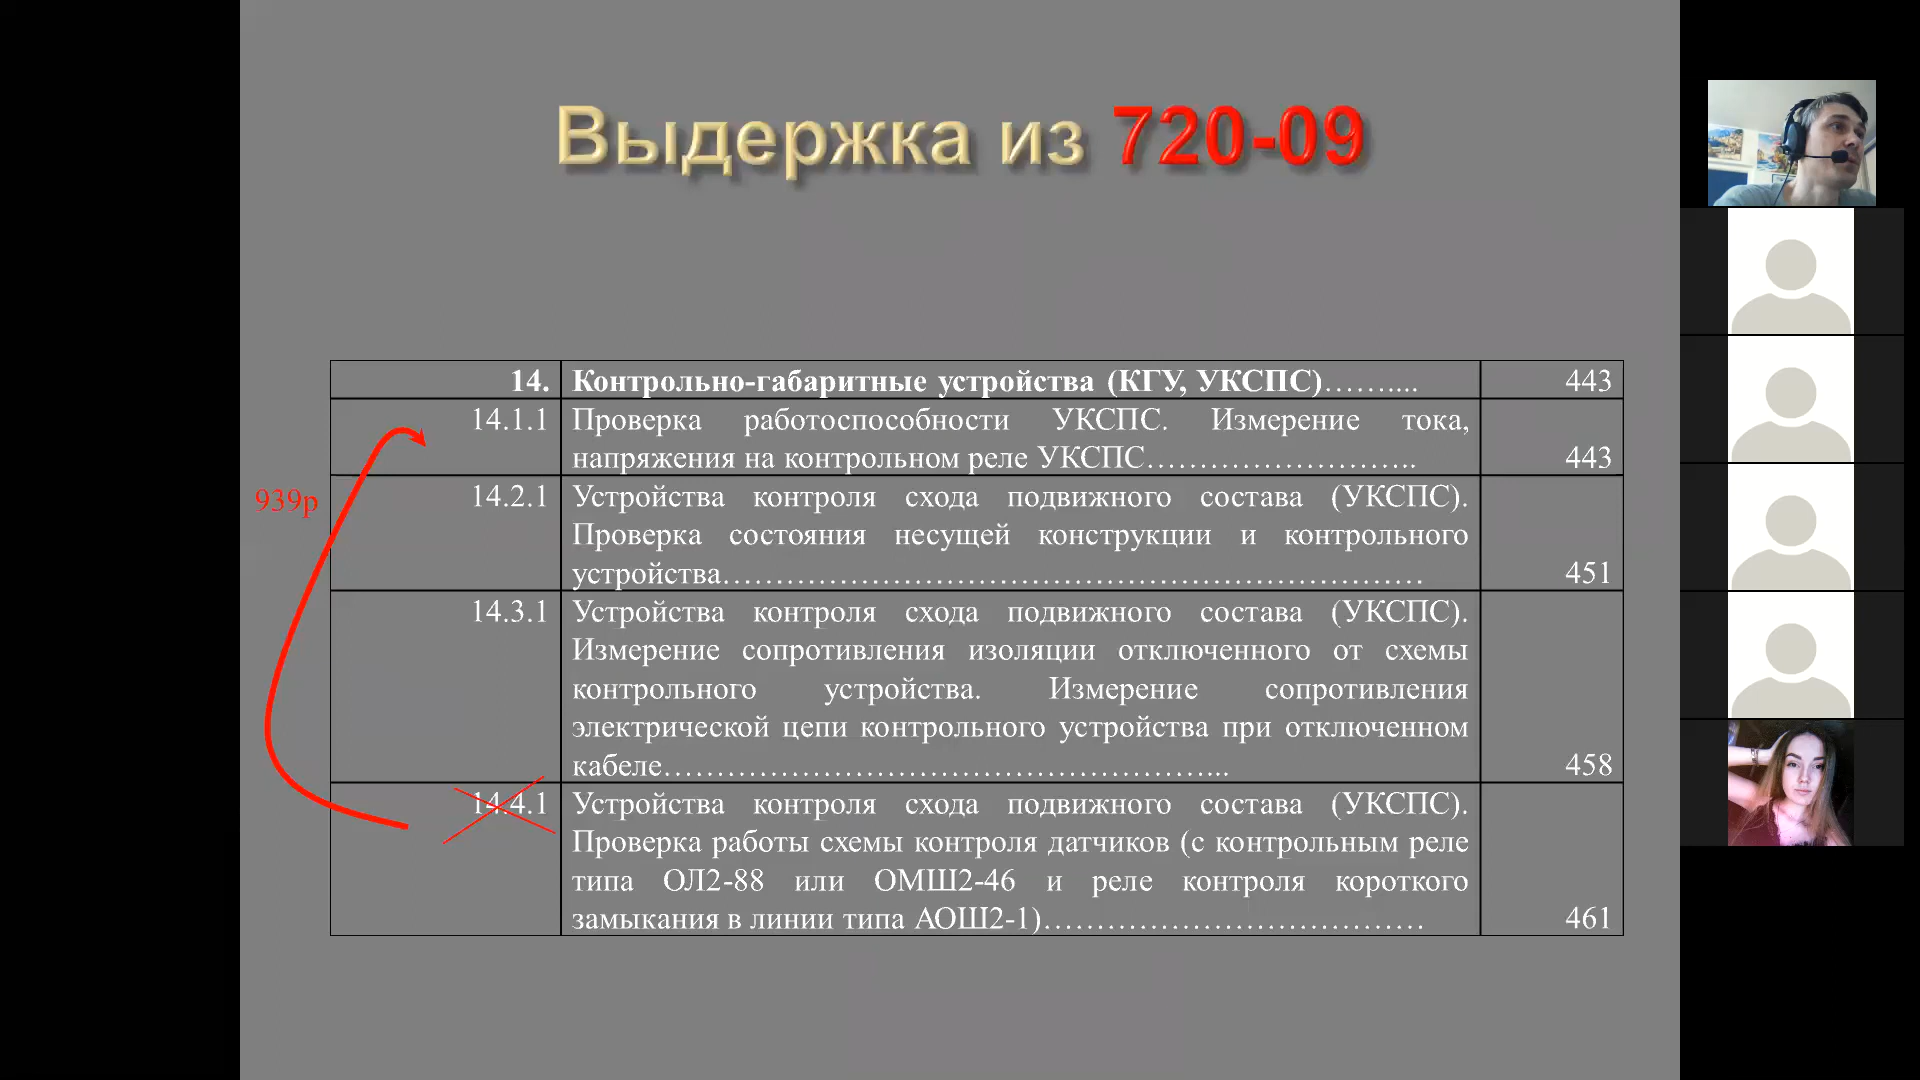 Выдержка из 720-09
14. Контрольно-габаритные устройства (КГУ, УКСПС)…….... 443
14.1.1 Проверка работоспособности УКСПС. Измерение тока,
напряжения на контрольном реле УКСПС…………………….. 443
939р
14.2.1 Устройства контроля схода подвижного состава (УКСПС).
Проверка состояния несущей конструкции и контрольного
устройства………………………………………………………… 451
14.3.1 Устройства контроля схода подвижного состава (УКСПС).
Измерение сопротивления изоляции отключенного от схемы
контрольного устройства. Измерение сопротивления
электрической цепи контрольного устройства при отключенном
кабеле……………………………………………... 458
14.4.1 Устройства контроля схода подвижного состава (УКСПС).
Проверка работы схемы контроля датчиков (с контрольным реле
типа ОЛ2-88 или ОМШ2-46 и реле контроля короткого
замыкания в линии типа АОШ2-1)……………………………… 461